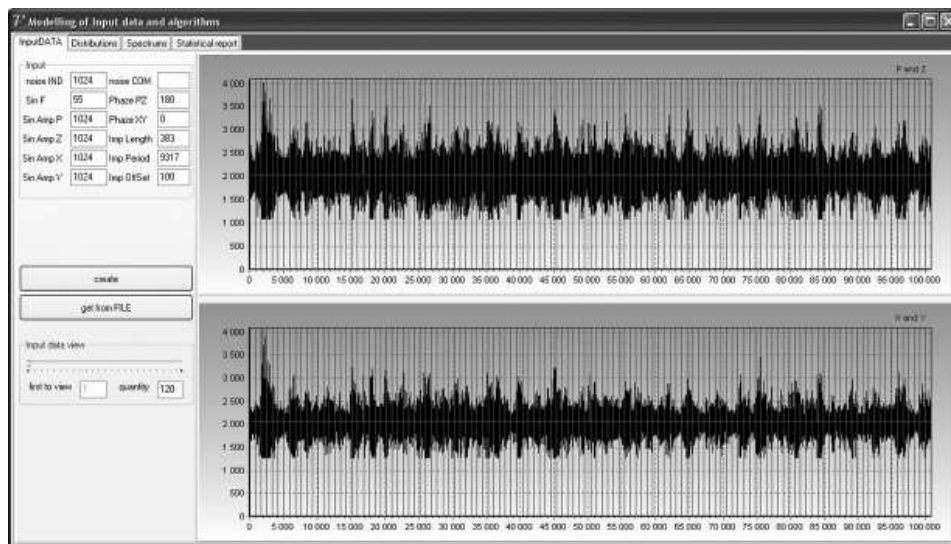 Modelling of Input data and algorithms
InputDATA Distributions Spectrums Statistical report
Input
noise IND 1024 noise COM
Sin F 55 Phaze PZ 180
Sin Amp P 1024 Phaze XY 0
Sin Amp Z 1024 Imp Length 383
Sin Amp X 1024 Imp Period 9317
Sin Amp Y 1024 Imp OffSet 100
create
get from FILE
Input data view
first to view 1 quantity 120
P and Z
4 000
3 500
3 000
2 500
2 000
1 500
1 000
500
0
0 5 000 10 000 15 000 20 000 25 000 30 000 35 000 40 000 45 000 50 000 55 000 60 000 65 000 70 000 75 000 80 000 85 000 90 000 95 000 100 000
X and Y
4 000
3 500
3 000
2 500
2 000
1 500
1 000
500
0
0 5 000 10 000 15 000 20 000 25 000 30 000 35 000 40 000 45 000 50 000 55 000 60 000 65 000 70 000 75 000 80 000 85 000 90 000 95 000 100 000